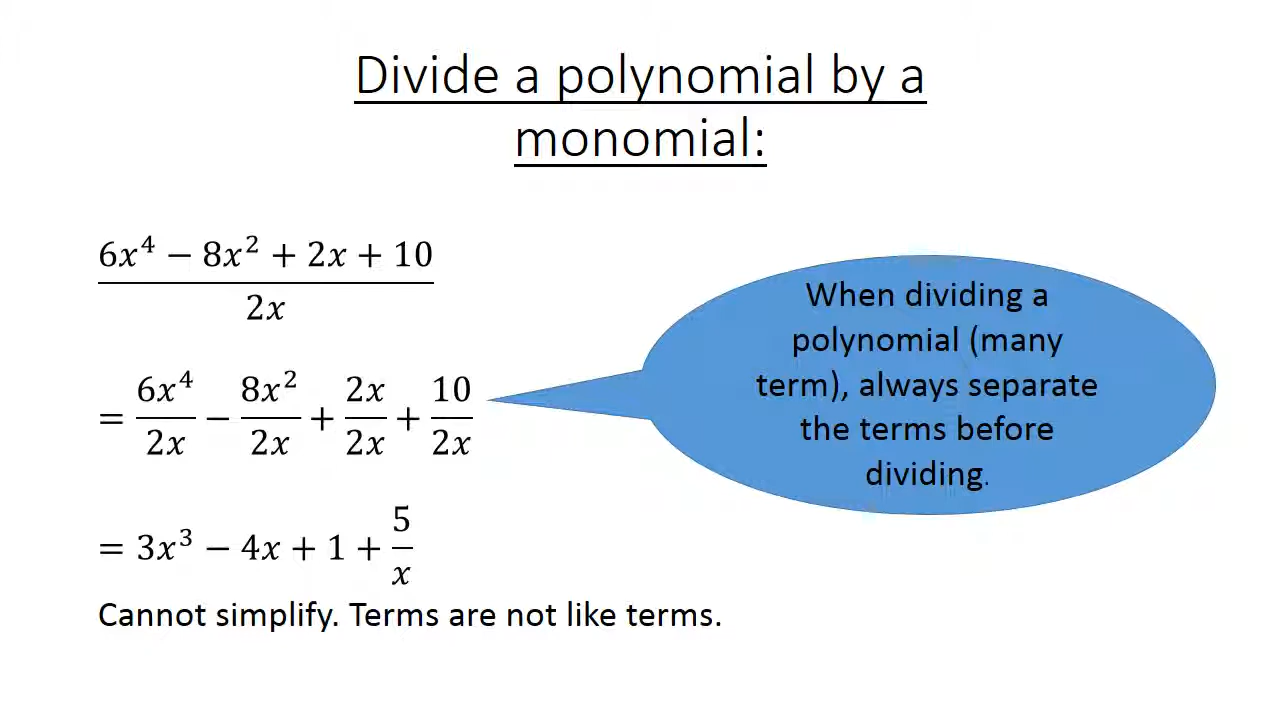 Divide a polynomial by a
monomial:
6x⁴ − 8x² + 2x + 10
2x
= 6x⁴/2x − 8x²/2x + 2x/2x + 10/2x
= 3x³ − 4x + 1 + 5/x
Cannot simplify. Terms are not like terms.
When dividing a
polynomial (many
term), always separate
the terms before
dividing.